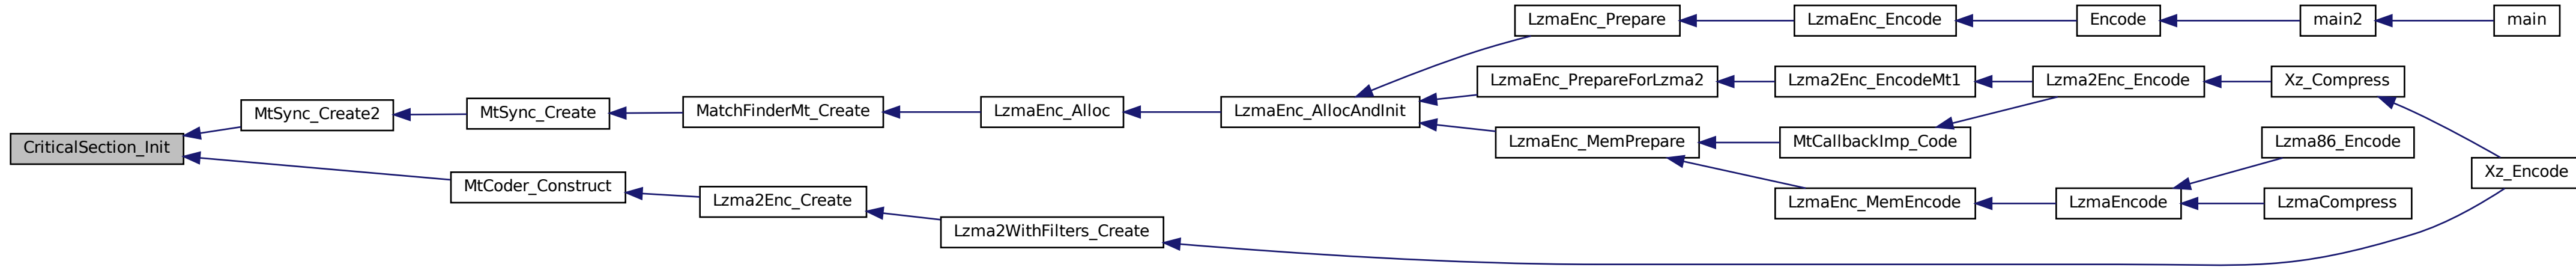 CriticalSection_Init
MtSync_Create2
MtSync_Create
MatchFinderMt_Create
LzmaEnc_Alloc
LzmaEnc_AllocAndInit
LzmaEnc_Prepare
LzmaEnc_Encode
Encode
main2
main
LzmaEnc_PrepareForLzma2
Lzma2Enc_EncodeMt1
Lzma2Enc_Encode
Xz_Compress
Xz_Encode
LzmaEnc_MemPrepare
MtCallbackImp_Code
LzmaEnc_MemEncode
LzmaEncode
Lzma86_Encode
LzmaCompress
MtCoder_Construct
Lzma2Enc_Create
Lzma2WithFilters_Create